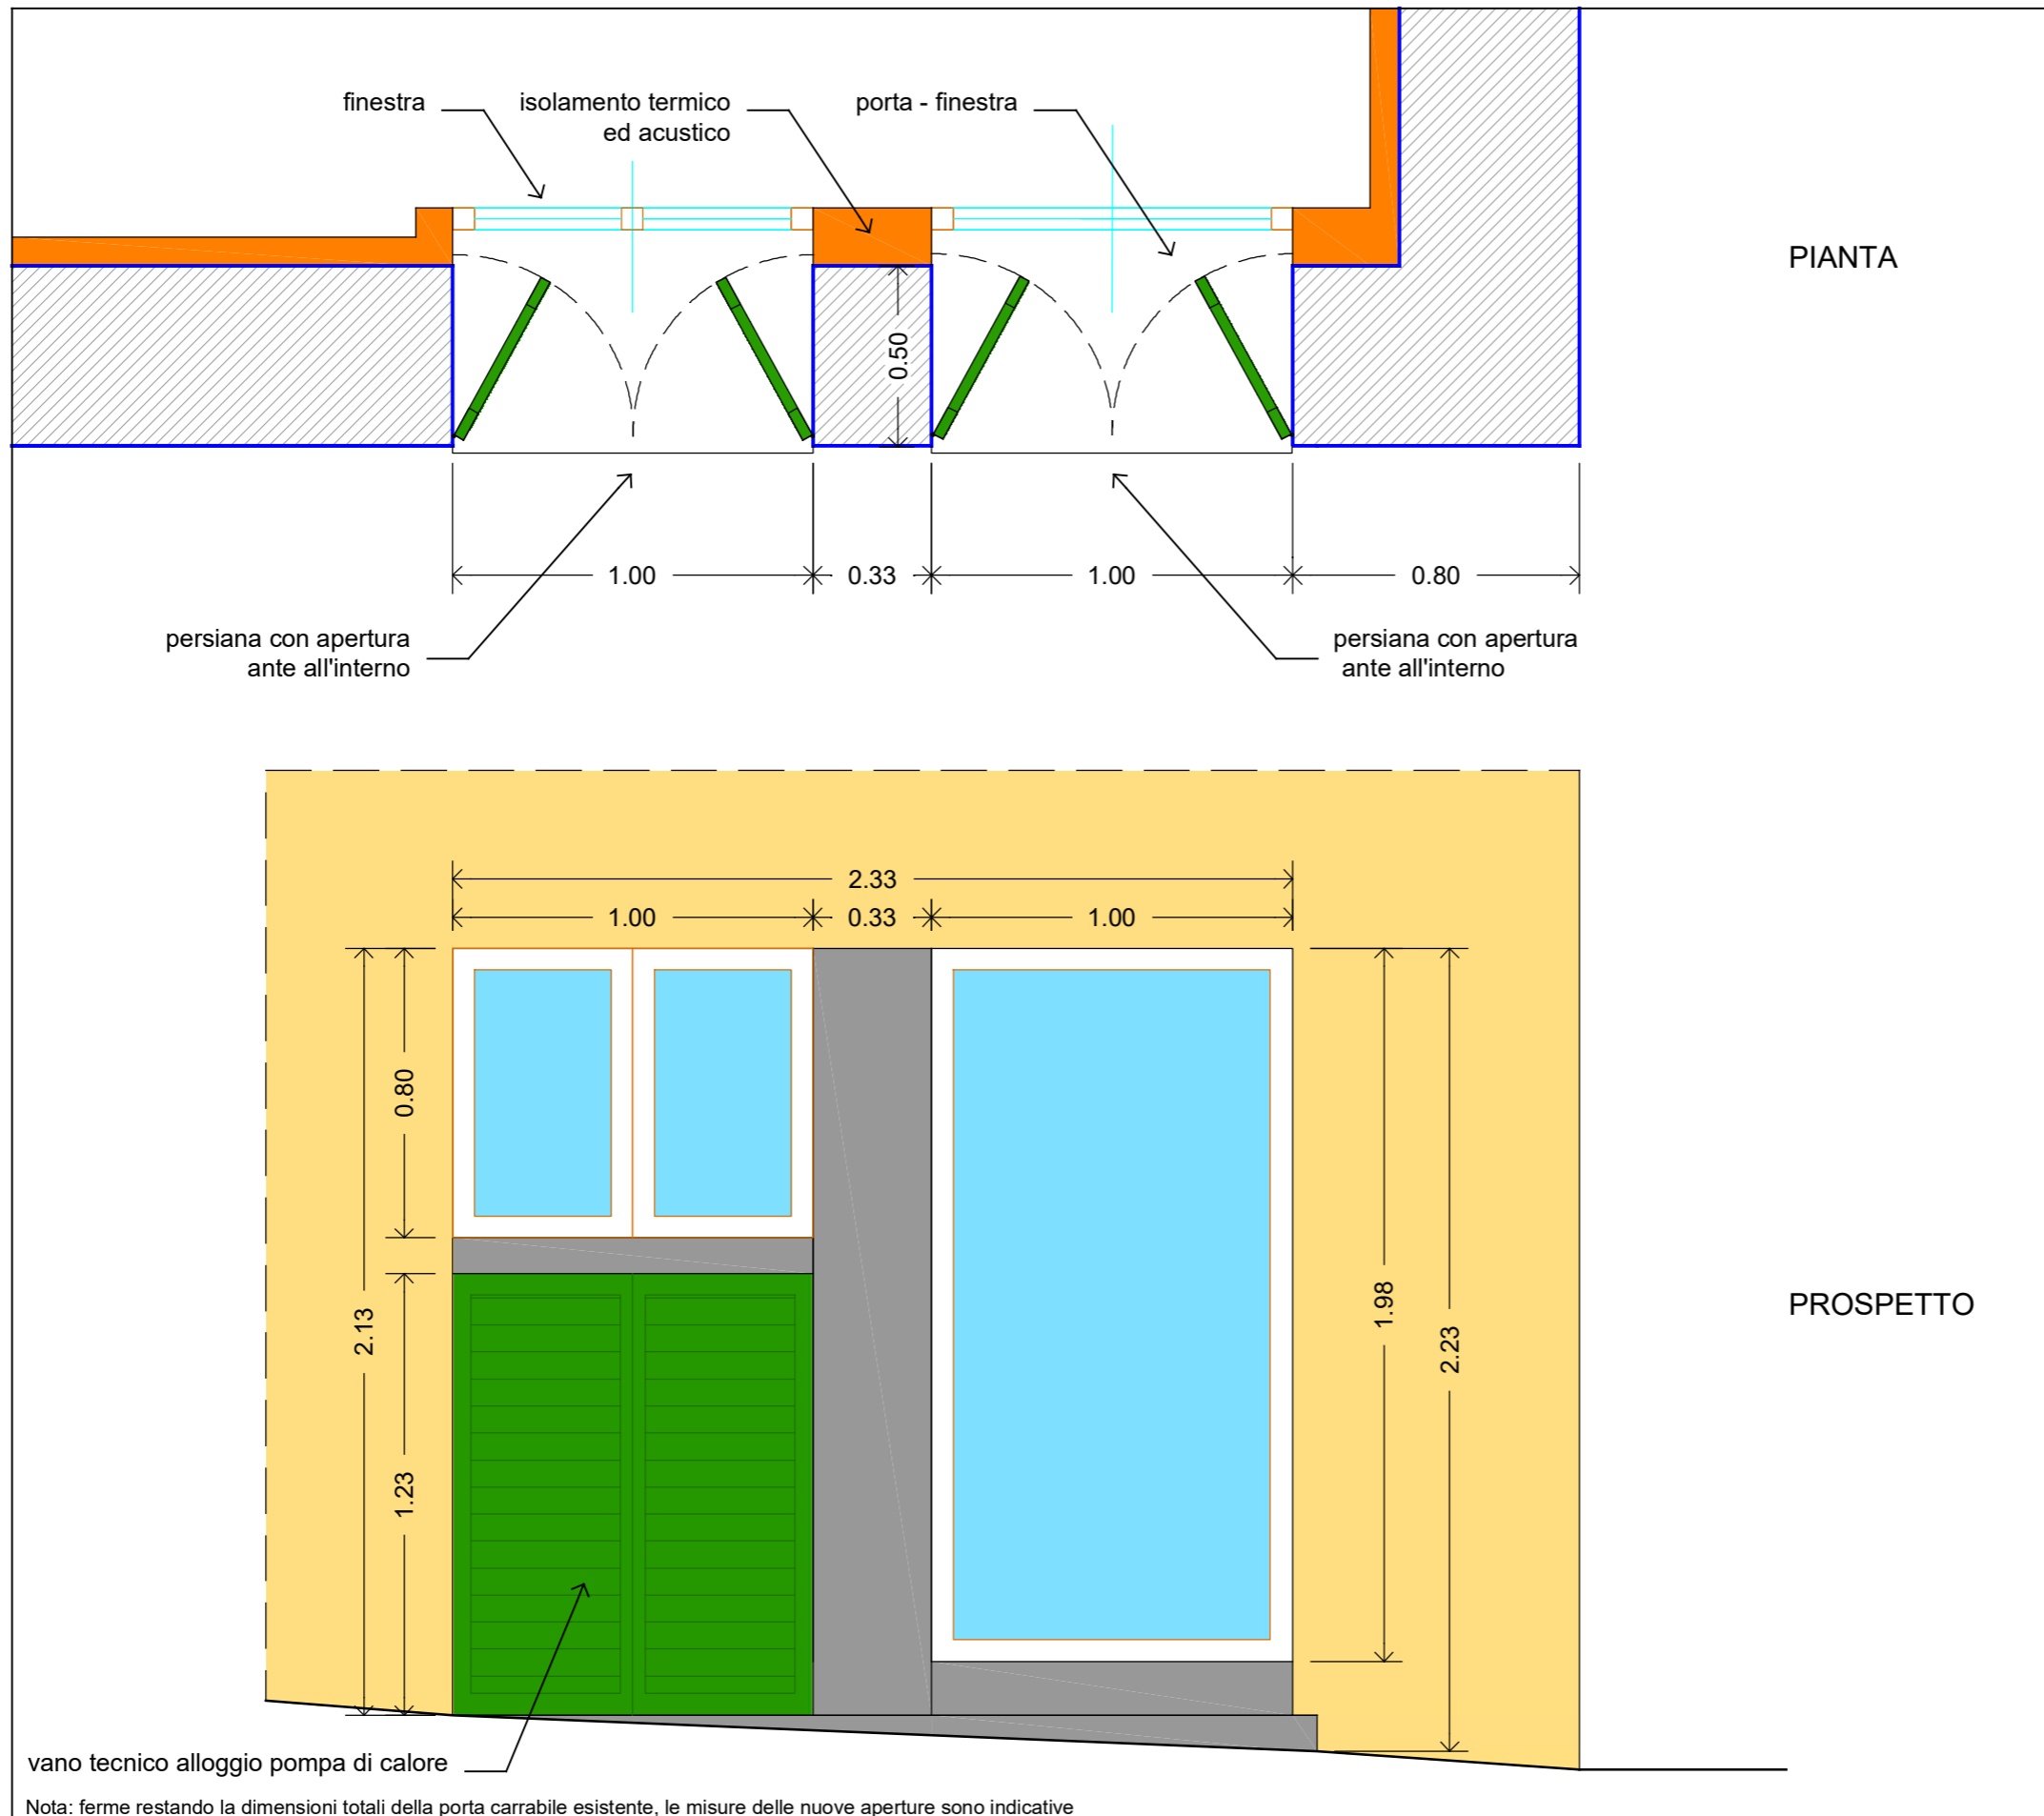 finestra
isolamento termico
ed acustico
porta - finestra
PIANTA
0.50
1.00
0.33
1.00
0.80
persiana con apertura
ante all'interno
persiana con apertura
ante all'interno
2.33
1.00
0.33
1.00
0.80
2.13
1.23
1.98
2.23
PROSPETTO
vano tecnico alloggio pompa di calore
Nota: ferme restando la dimensioni totali della porta carrabile esistente, le misure delle nuove aperture sono indicative